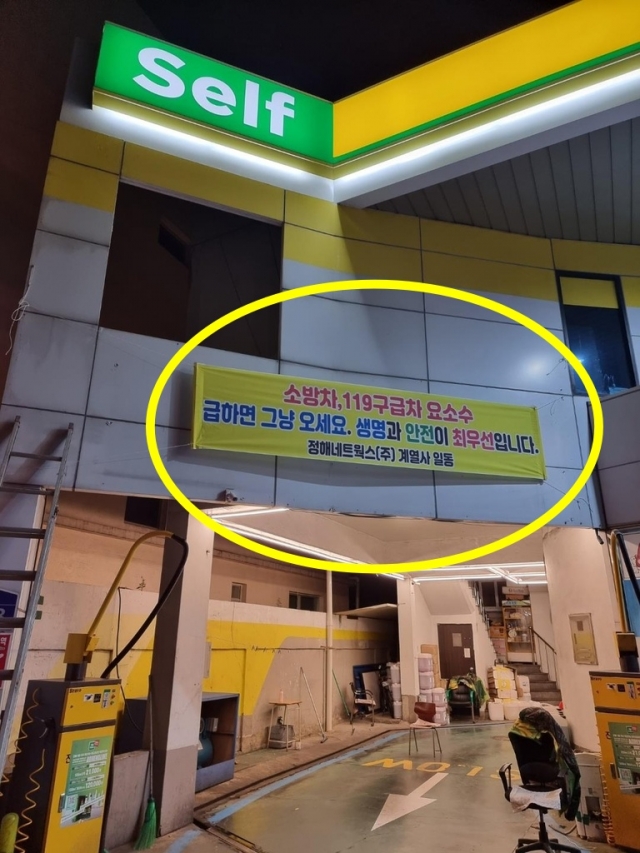 Self
소방차,119구급차 요소수
급하면 그냥 오세요. 생명과 안전이 최우선입니다.
정해네트웍스(주) 계열사 일동